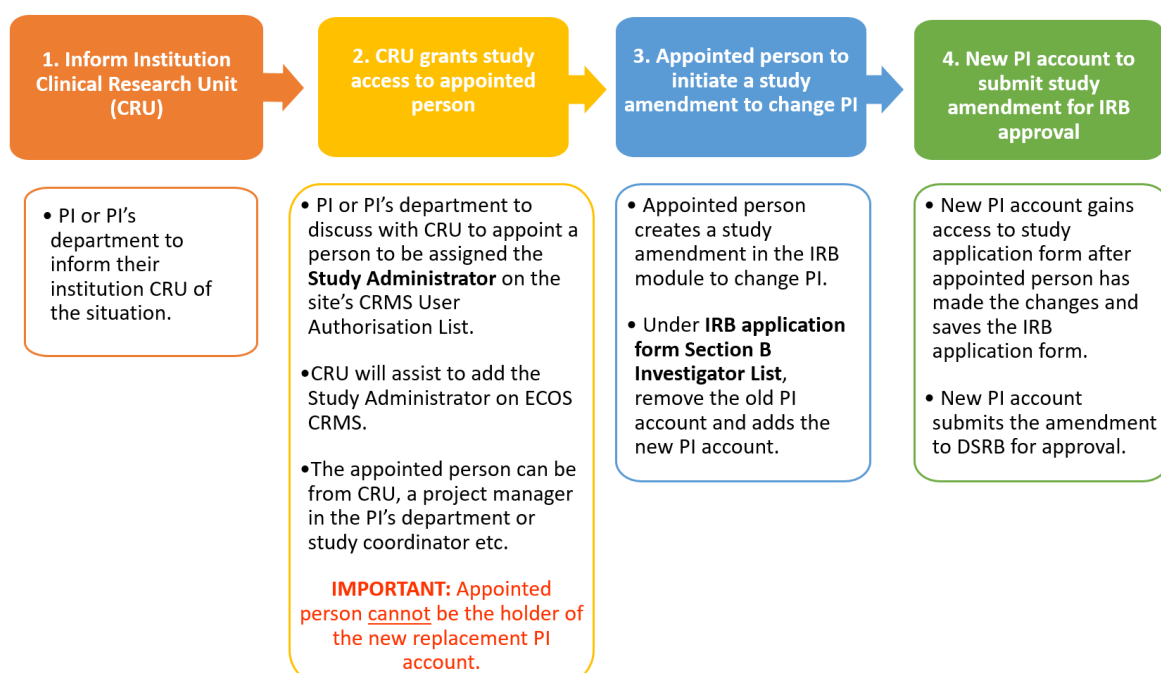 1. Inform Institution
Clinical Research Unit
(CRU)
2. CRU grants study
access to appointed
person
3. Appointed person to
initiate a study
amendment to change PI
4. New PI account to
submit study
amendment for IRB
approval
• PI or PI’s
department to
inform their
institution CRU of
the situation.
• PI or PI’s department to
discuss with CRU to appoint a
person to be assigned the
Study Administrator on the
site’s CRMS User
Authorisation List.
•CRU will assist to add the
Study Administrator on ECOS
CRMS.
•The appointed person can be
from CRU, a project manager
in the PI’s department or
study coordinator etc.
IMPORTANT: Appointed
person cannot be the holder of
the new replacement PI
account.
• Appointed person
creates a study
amendment in the IRB
module to change PI.
• Under IRB application
form Section B
Investigator List,
remove the old PI
account and adds the
new PI account.
• New PI account gains
access to study
application form after
appointed person has
made the changes and
saves the IRB
application form.
• New PI account
submits the amendment
to DSRB for approval.